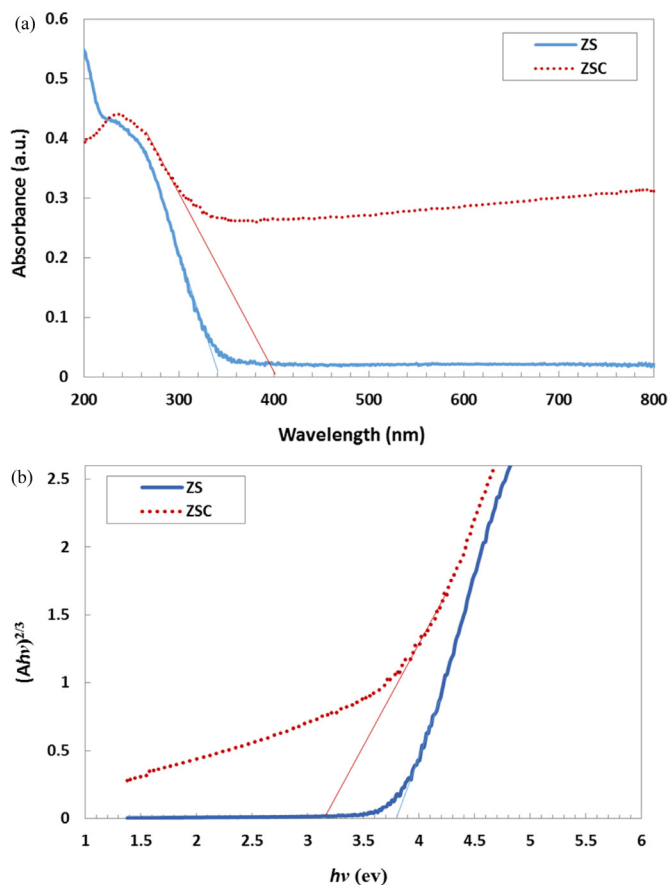 (a)
0.6
0.5
0.4
0.3
0.2
0.1
0
Absorbance (a.u.)
ZS
ZSC
200 300 400 500 600 700 800
Wavelength (nm)
(b)
2.5
2
1.5
1
0.5
0
(Ahν)2/3
ZS
ZSC
1 1.5 2 2.5 3 3.5 4 4.5 5 5.5 6
hν (ev)